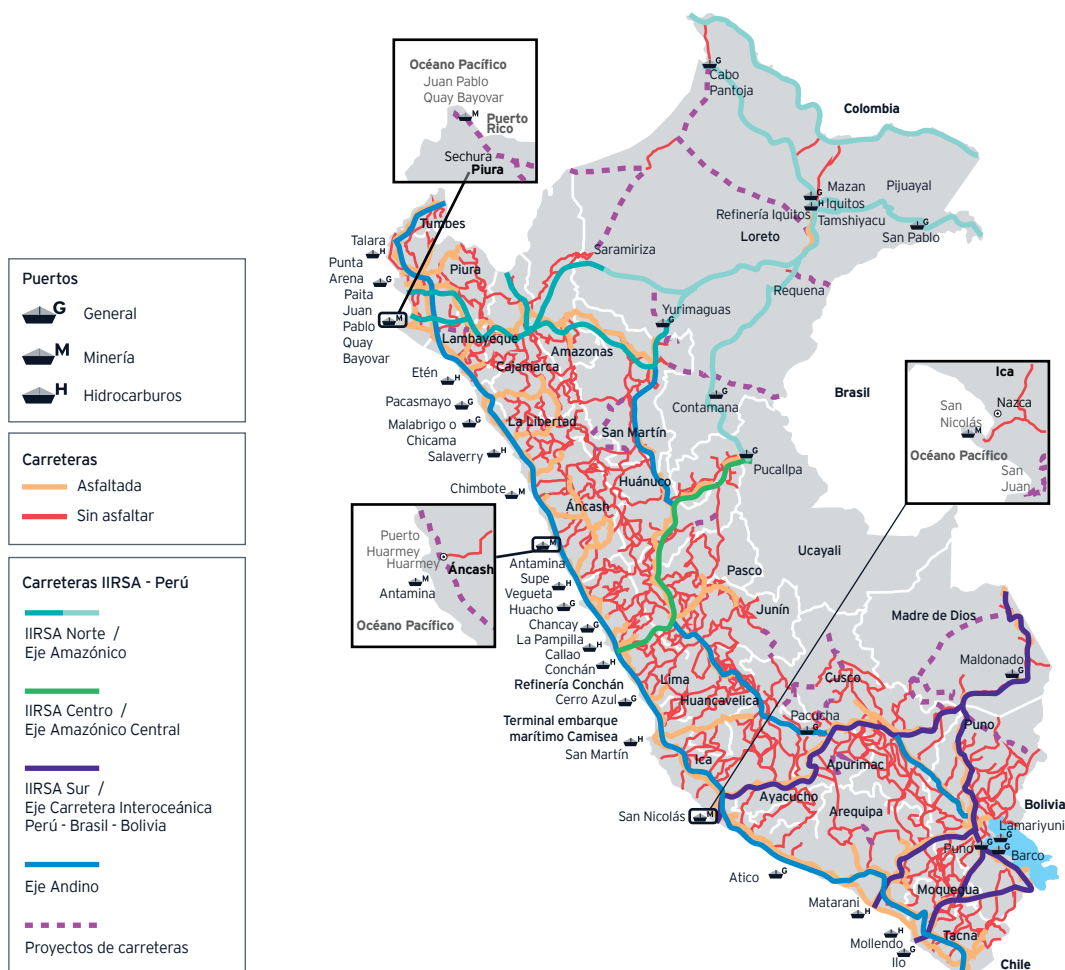 Puertos
G
General
M
Minería
H
Hidrocarburos
Carreteras
Asfaltada
Sin asfaltar
Carreteras IIRSA - Perú
IIRSA Norte /
Eje Amazónico
IIRSA Centro /
Eje Amazónico Central
IIRSA Sur /
Eje Carretera Interoceánica
Perú - Brasil - Bolivia
Eje Andino
Proyectos de carreteras
Océano Pacífico
Juan Pablo
Quay Bayovar
M
Puerto
Rico
Sechura
Piura
G
Cabo
Pantoja
Colombia
G
Mazan
H
Iquitos
Refinería Iquitos
Tamshiyacu
Pijuayal
G
San Pablo
Loreto
Saramiriza
Requena
Tumbes
Talara
H
Punta
Arena
G
Paita
Juan
M
Pablo
Quay
Bayovar
Piura
Lambayeque
Cajamarca
Amazonas
Yurimaguas
G
Etén
H
Pacasmayo
G
Malabrigo o
G
Chicama
Salaverry
H
La Libertad
San Martín
Contamana
G
Brasil
Pucallpa
G
Huánuco
Chimbote
M
Áncash
Ucayali
Pasco
Junín
Puerto
Huarmey
Huarmey
Áncash
M
Antamina
Océano Pacífico
M
Antamina
Supe
H
Vegueta
Huacho
G
Chancay
G
La Pampilla
H
Callao
Conchán
H
Refinería Conchán
Cerro Azul
G
Lima
Huancavelica
Terminal embarque
marítimo Camisea
H
San Martín
Ica
Ica
San
Nicolás
Nazca
M
Océano Pacífico
San
Juan
Madre de Dios
Maldonado
G
Cusco
Pacucha
G
Puno
Apurimac
Ayacucho
Arequipa
San Nicolás
M
Bolivia
Lamariyuni
G
Puno
G
G
Barco
Atico
G
Moquegua
Matarani
H
Mollendo
H
Ilo
G
Tacna
Chile